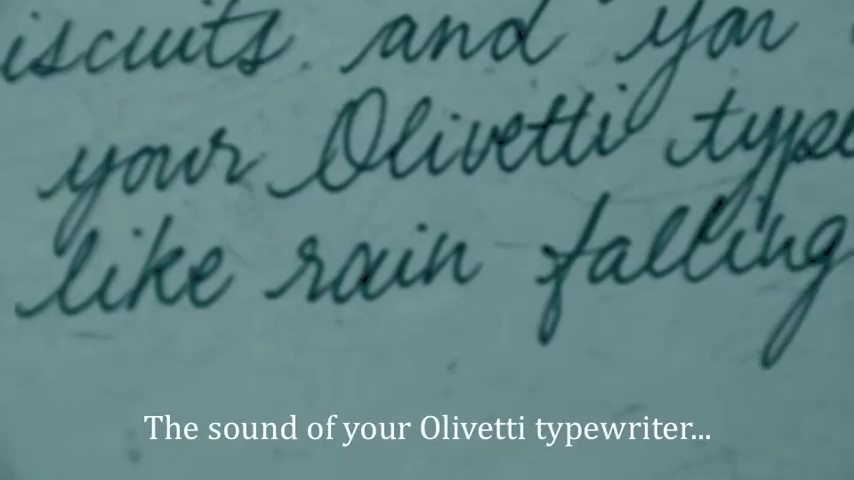 iscuits. and you
your Olivetti type
like rain falling
The sound of your Olivetti typewriter...